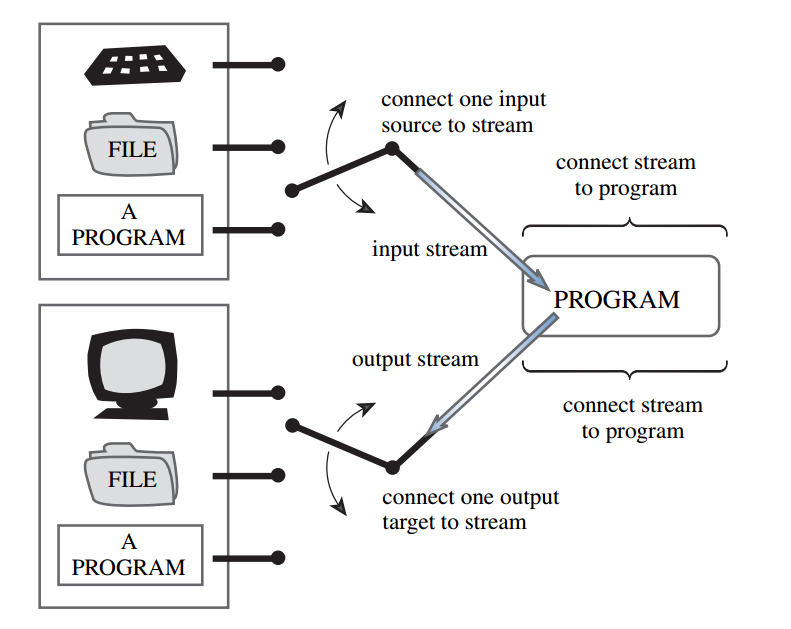 FILE
A
PROGRAM
connect one input
source to stream
input stream
connect stream
to program
PROGRAM
output stream
connect stream
to program
FILE
A
PROGRAM
connect one output
target to stream